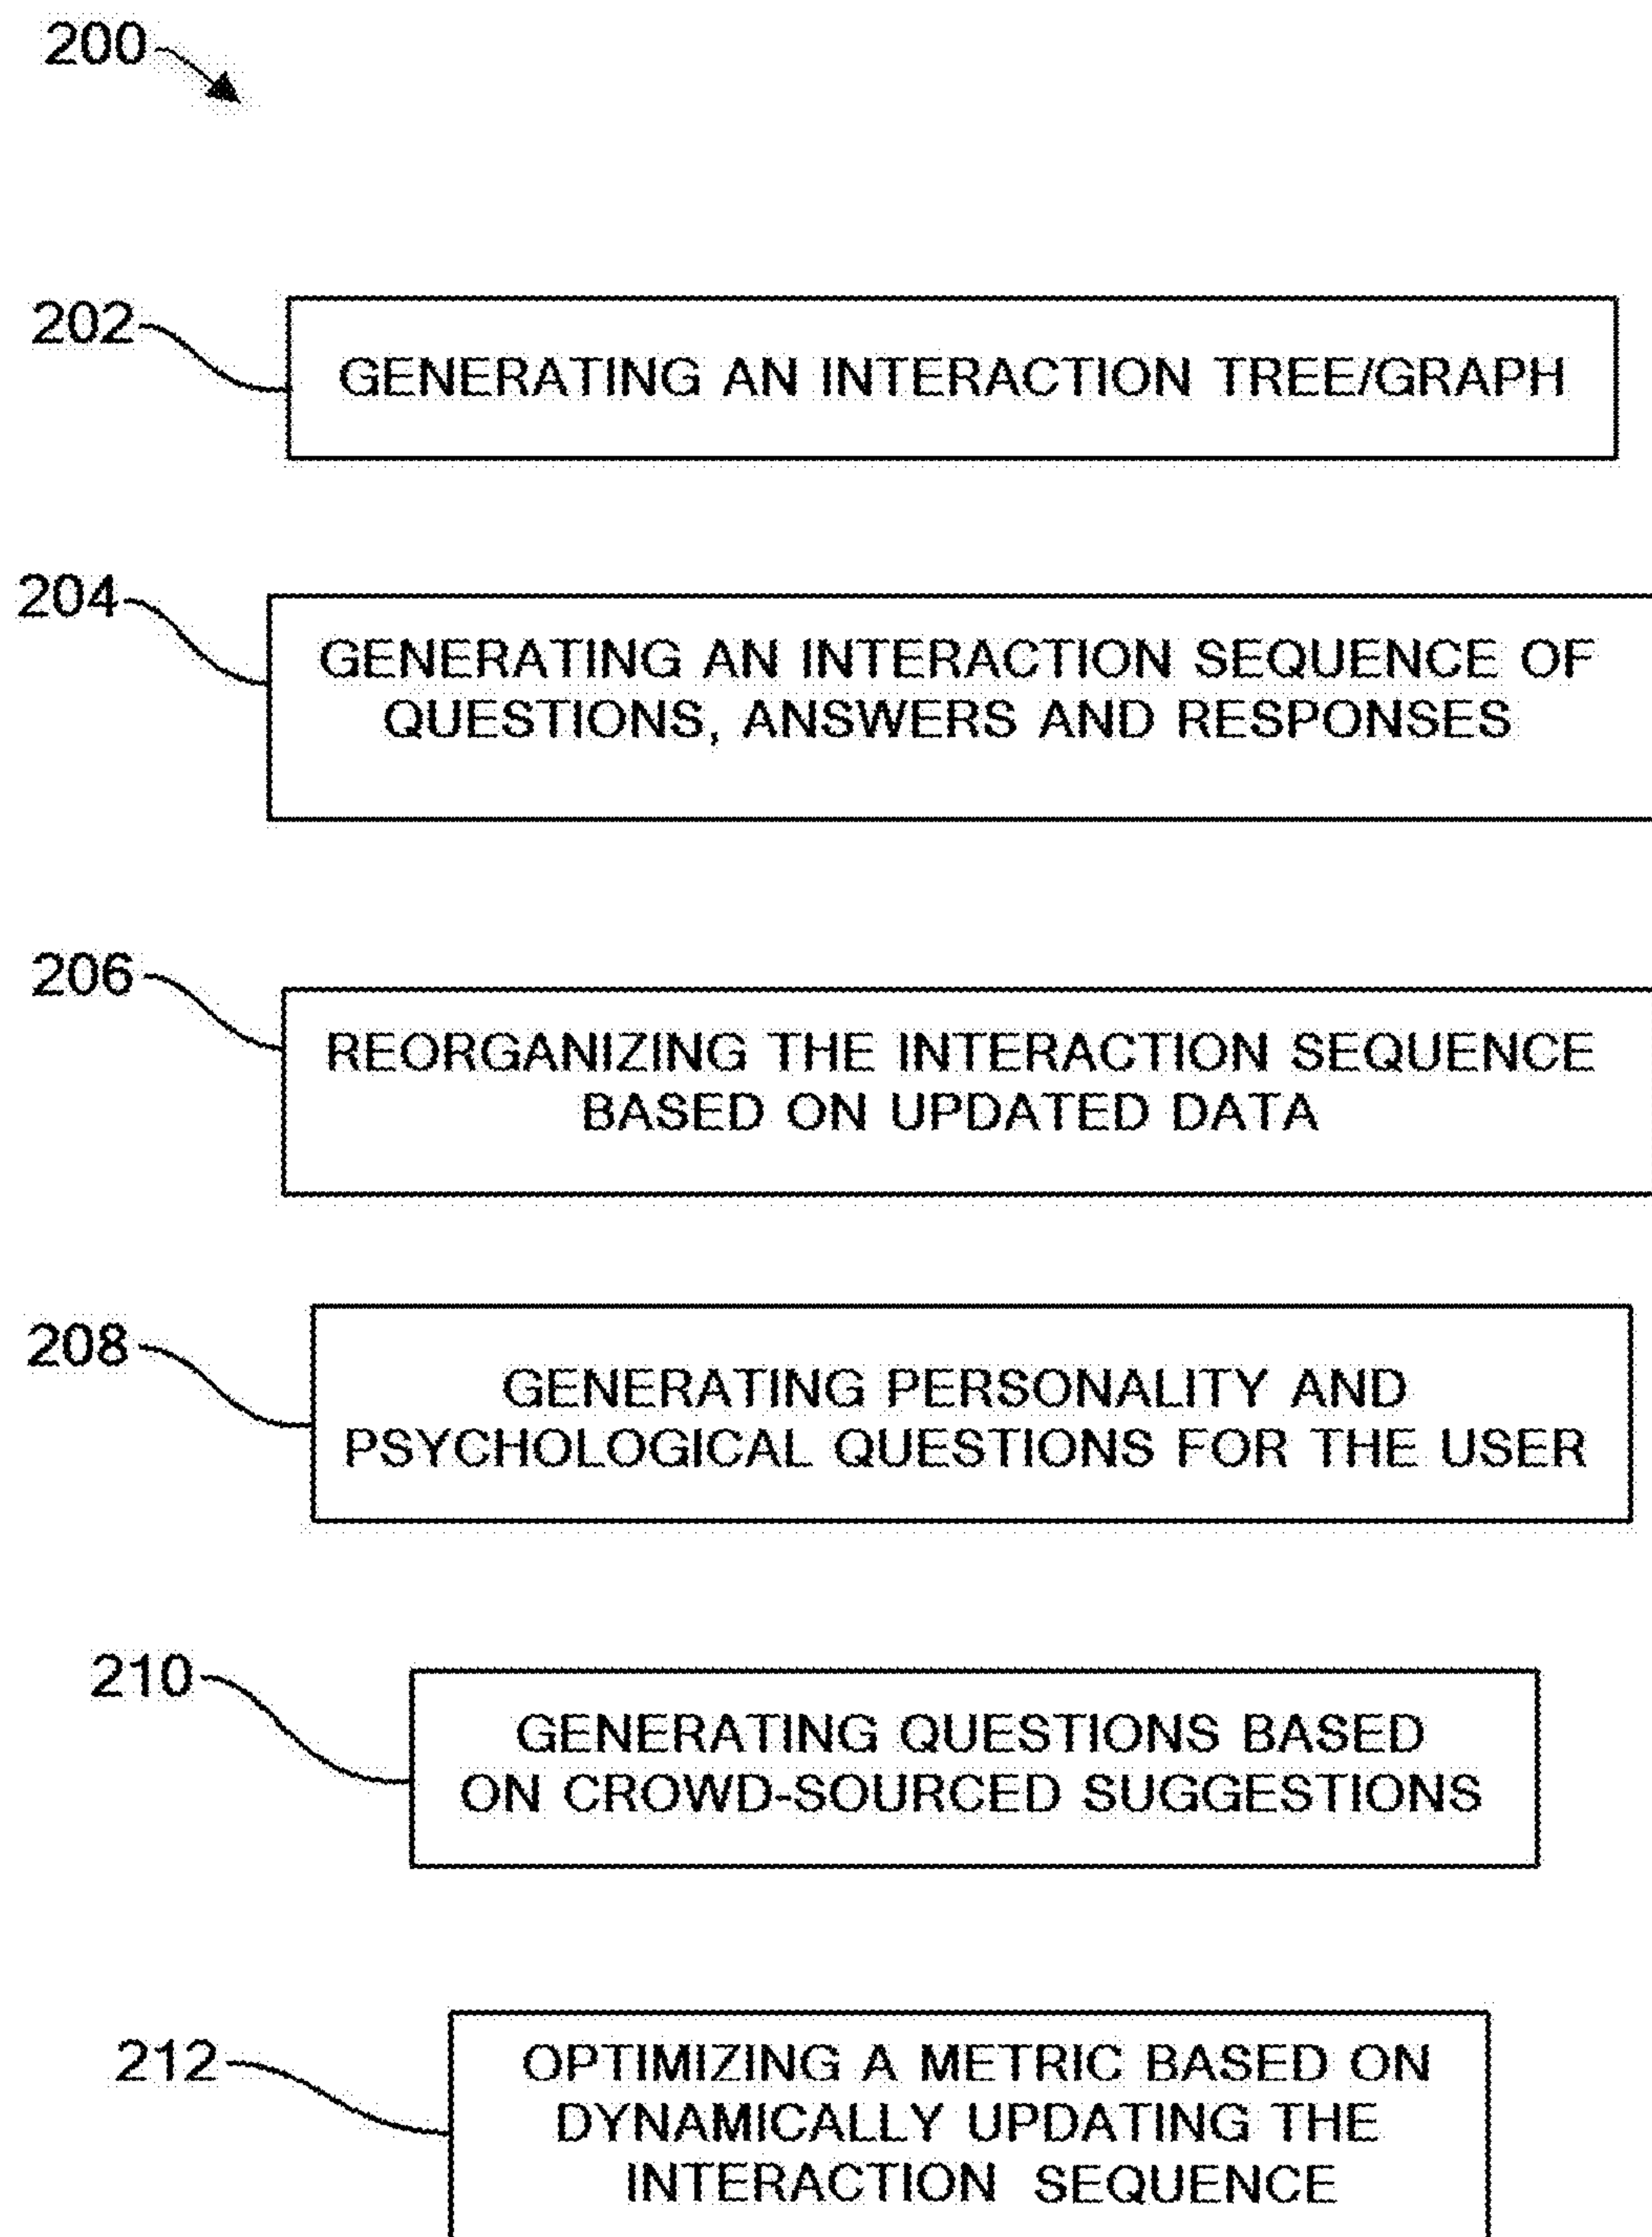 200
202
GENERATING AN INTERACTION TREE/GRAPH
204
GENERATING AN INTERACTION SEQUENCE OF
QUESTIONS, ANSWERS AND RESPONSES
206
REORGANIZING THE INTERACTION SEQUENCE
BASED ON UPDATED DATA
208
GENERATING PERSONALITY AND
PSYCHOLOGICAL QUESTIONS FOR THE USER
210
GENERATING QUESTIONS BASED
ON CROWD-SOURCED SUGGESTIONS
212
OPTIMIZING A METRIC BASED ON
DYNAMICALLY UPDATING THE
INTERACTION SEQUENCE